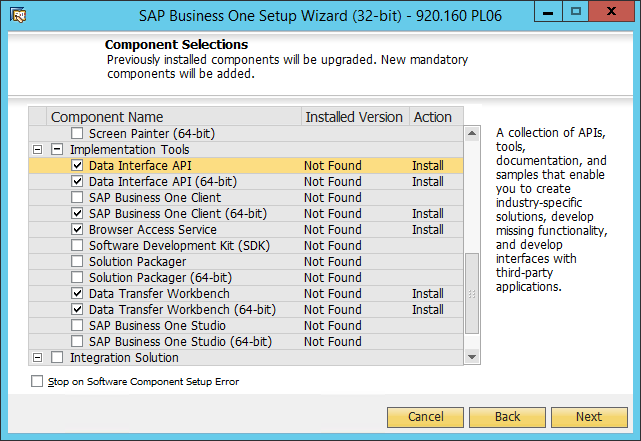 SAP Business One Setup Wizard (32-bit) - 920.160 PL06
Component Selections
Previously installed components will be upgraded. New mandatory
components will be added.
Component Name Installed Version Action
Screen Painter (64-bit)
Implementation Tools
Data Interface API Not Found Install
Data Interface API (64-bit) Not Found Install
SAP Business One Client Not Found
SAP Business One Client (64-bit) Not Found Install
Browser Access Service Not Found Install
Software Development Kit (SDK) Not Found
Solution Packager Not Found
Solution Packager (64-bit) Not Found
Data Transfer Workbench Not Found Install
Data Transfer Workbench (64-bit) Not Found Install
SAP Business One Studio Not Found
SAP Business One Studio (64-bit) Not Found
Integration Solution
A collection of APIs,
tools,
documentation, and
samples that enable
you to create
industry-specific
solutions, develop
missing functionality,
and develop
interfaces with
third-party
applications.
Stop on Software Component Setup Error
Cancel Back Next